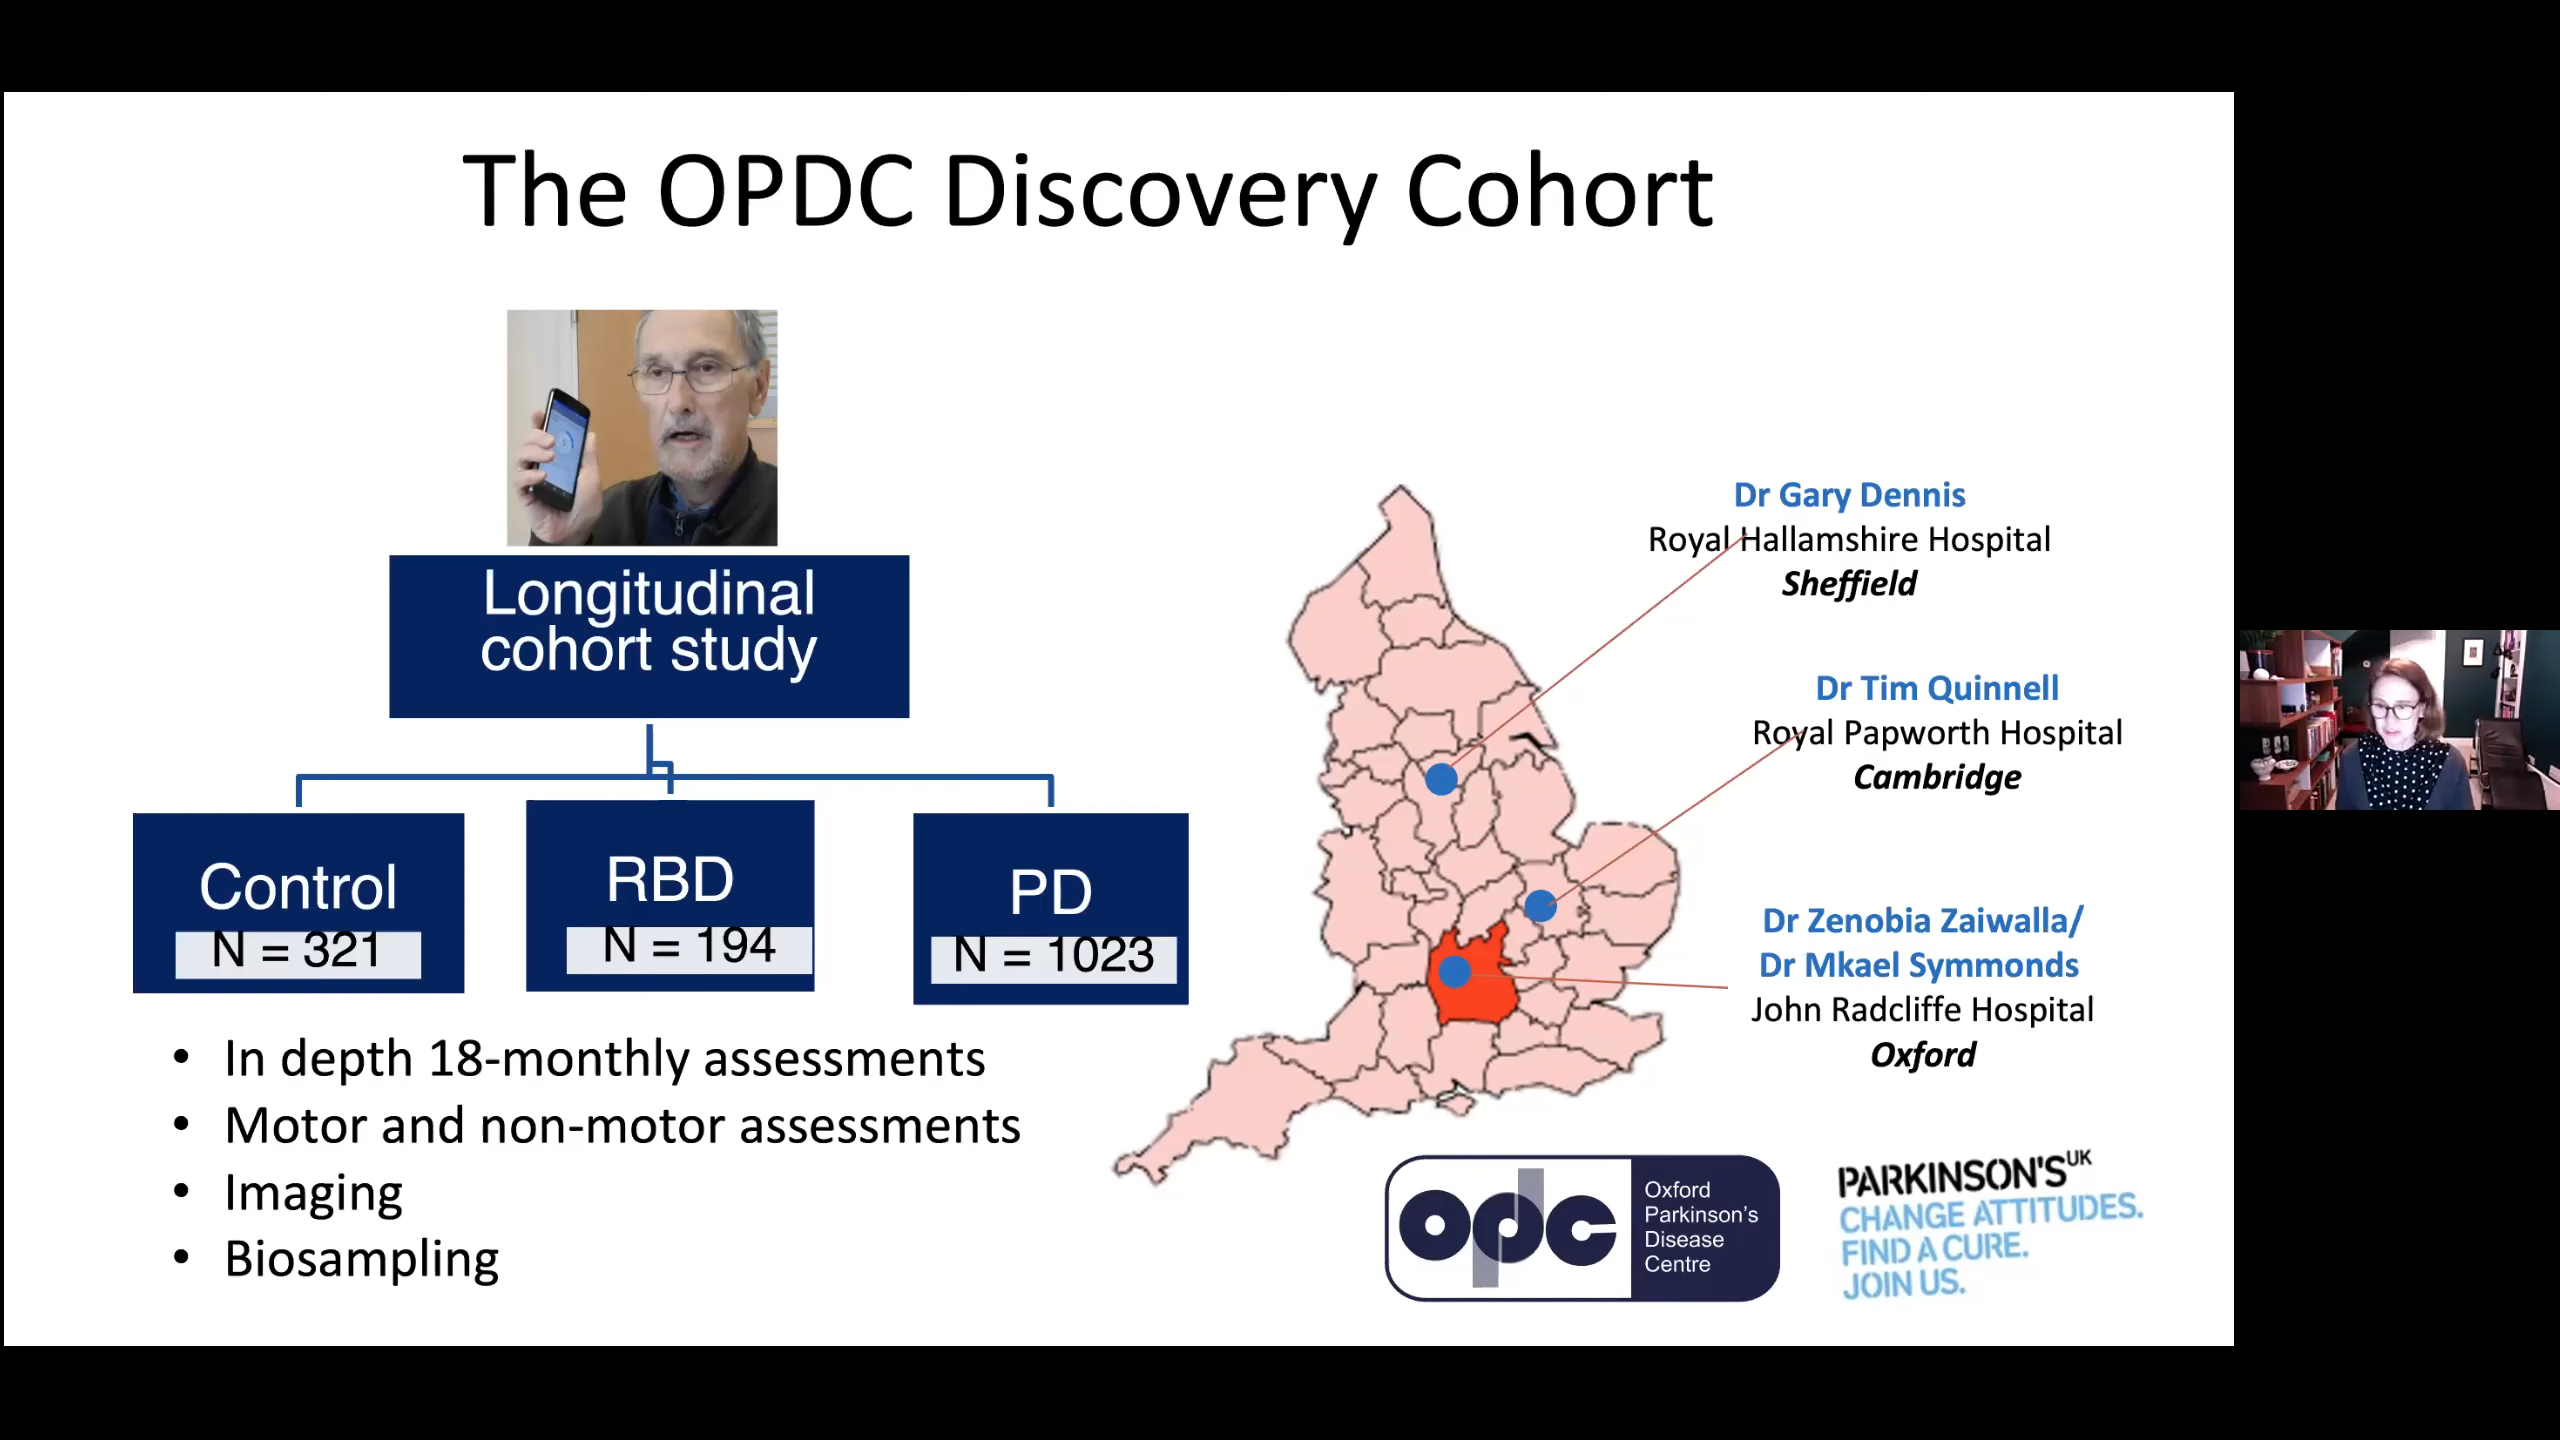 The OPDC Discovery Cohort
Longitudinal
cohort study
Control
N = 321
RBD
N = 194
PD
N = 1023
• In depth 18-monthly assessments
• Motor and non-motor assessments
• Imaging
• Biosampling
Dr Gary Dennis
Royal Hallamshire Hospital
Sheffield
Dr Tim Quinnell
Royal Papworth Hospital
Cambridge
Dr Zenobia Zaiwalla/
Dr Mkael Symmonds
John Radcliffe Hospital
Oxford
opdc
Oxford
Parkinson's
Disease
Centre
PARKINSON'S UK
CHANGE ATTITUDES.
FIND A CURE.
JOIN US.